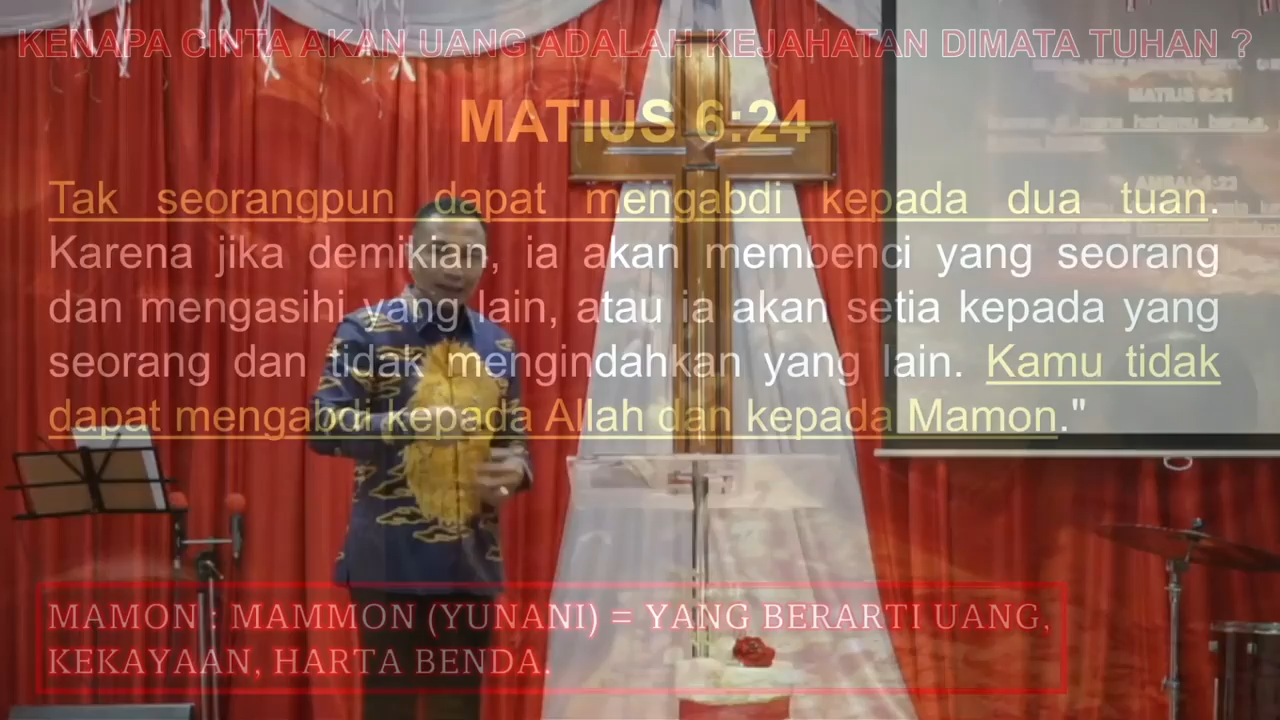 KENAPA CINTA AKAN UANG ADALAH KEJAHATAN DIMATA TUHAN ?
MATIUS 6:24
Tak seorangpun dapat mengabdi kepada dua tuan.
Karena jika demikian, ia akan membenci yang seorang
dan mengasihi yang lain, atau ia akan setia kepada yang
seorang dan tidak mengindahkan yang lain. Kamu tidak
dapat mengabdi kepada Allah dan kepada Mamon."
MAMON : MAMMON (YUNANI) = YANG BERARTI UANG,
KEKAYAAN, HARTA BENDA.
MATIUS 6:21